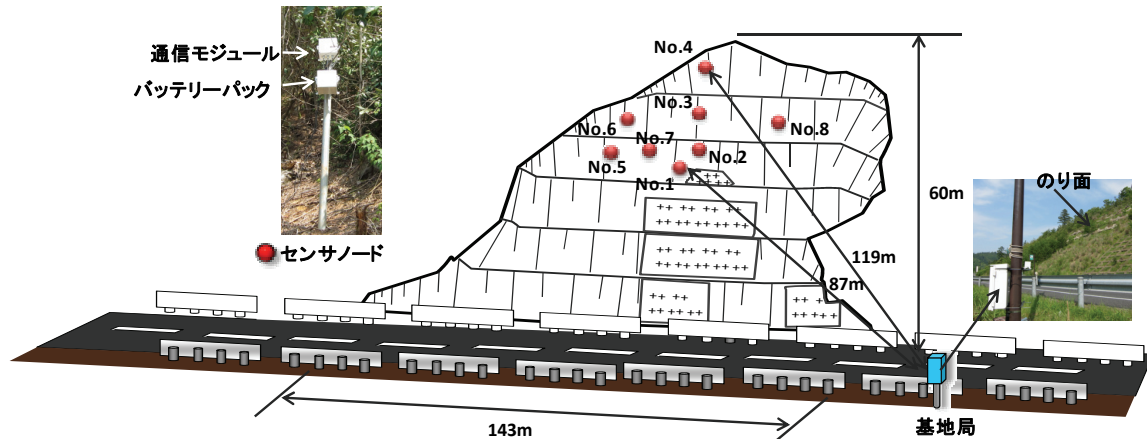 通信モジュール
バッテリーパック
センサノード
No.4
No.3
No.6
No.8
No.7
No.5
No.2
No.1
60m
のり面
119m
87m
基地局
143m